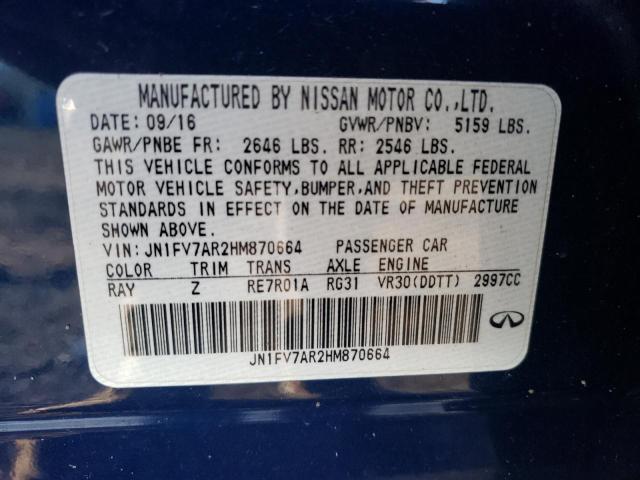 MANUFACTURED BY NISSAN MOTOR CO.,LTD.
DATE: 09/16 GVWR/PNBV: 5159 LBS.
GAWR/PNBE FR: 2646 LBS. RR: 2546 LBS.
THIS VEHICLE CONFORMS TO ALL APPLICABLE FEDERAL
MOTOR VEHICLE SAFETY,BUMPER,AND THEFT PREVENTION
STANDARDS IN EFFECT ON THE DATE OF MANUFACTURE
SHOWN ABOVE.
VIN: JN1FV7AR2HM870664 PASSENGER CAR
COLOR TRIM TRANS AXLE ENGINE
RAY Z RE7R01A RG31 VR30(DDTT) 2997CC
JN1FV7AR2HM870664